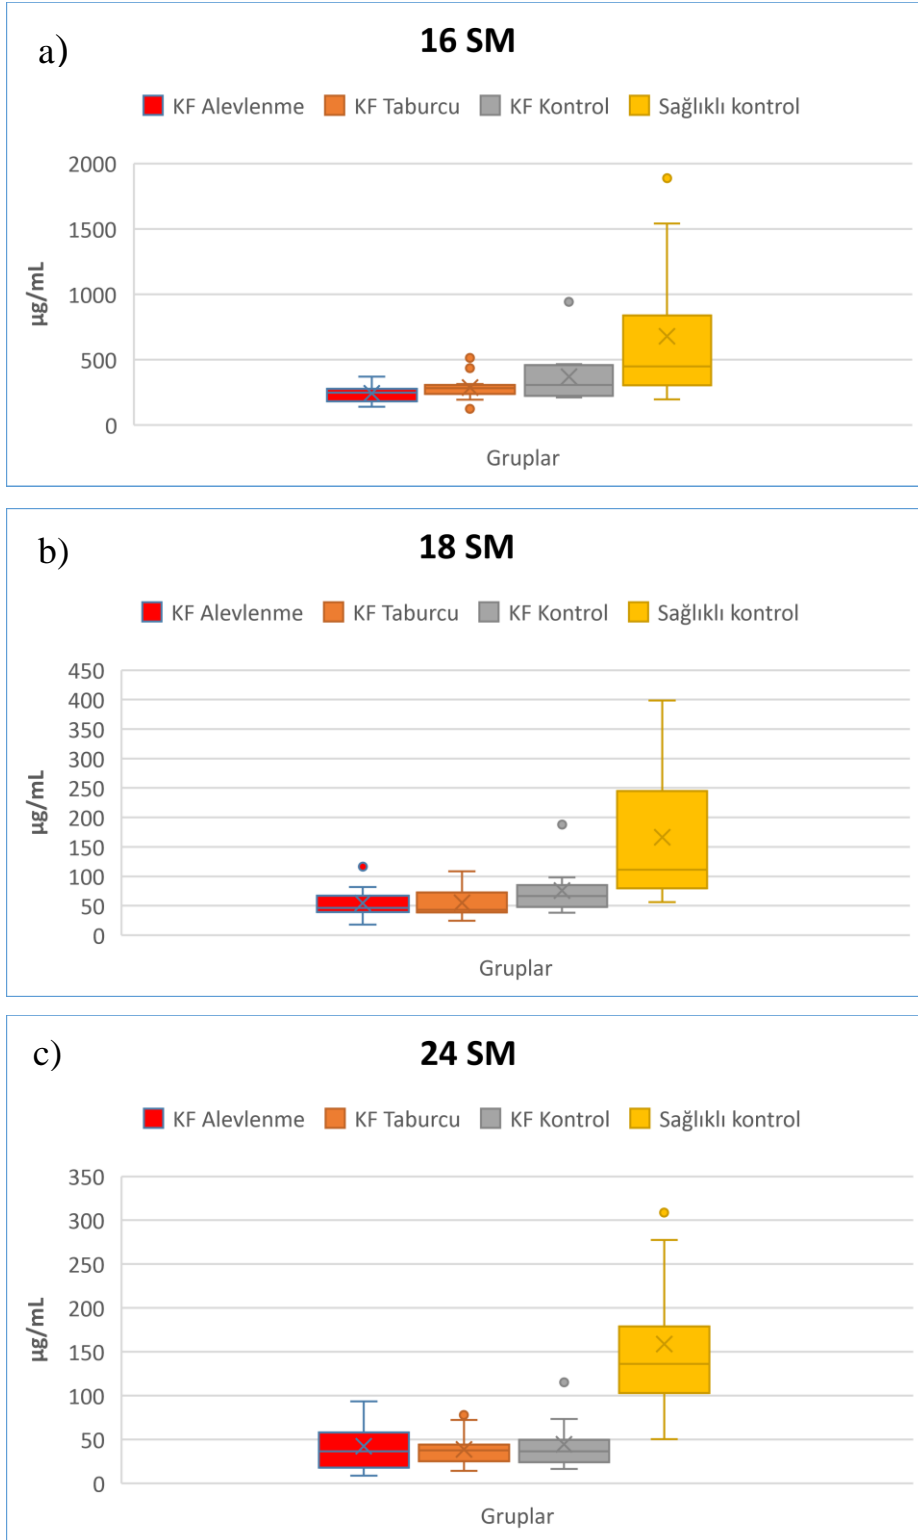 a)
16 SM
KF Alevlenme KF Taburcu KF Kontrol Sağlıklı kontrol
2000
1500
1000
500
0
µg/mL
Gruplar
b)
18 SM
KF Alevlenme KF Taburcu KF Kontrol Sağlıklı kontrol
450
400
350
300
250
200
150
100
50
0
µg/mL
Gruplar
c)
24 SM
KF Alevlenme KF Taburcu KF Kontrol Sağlıklı kontrol
350
300
250
200
150
100
50
0
µg/mL
Gruplar